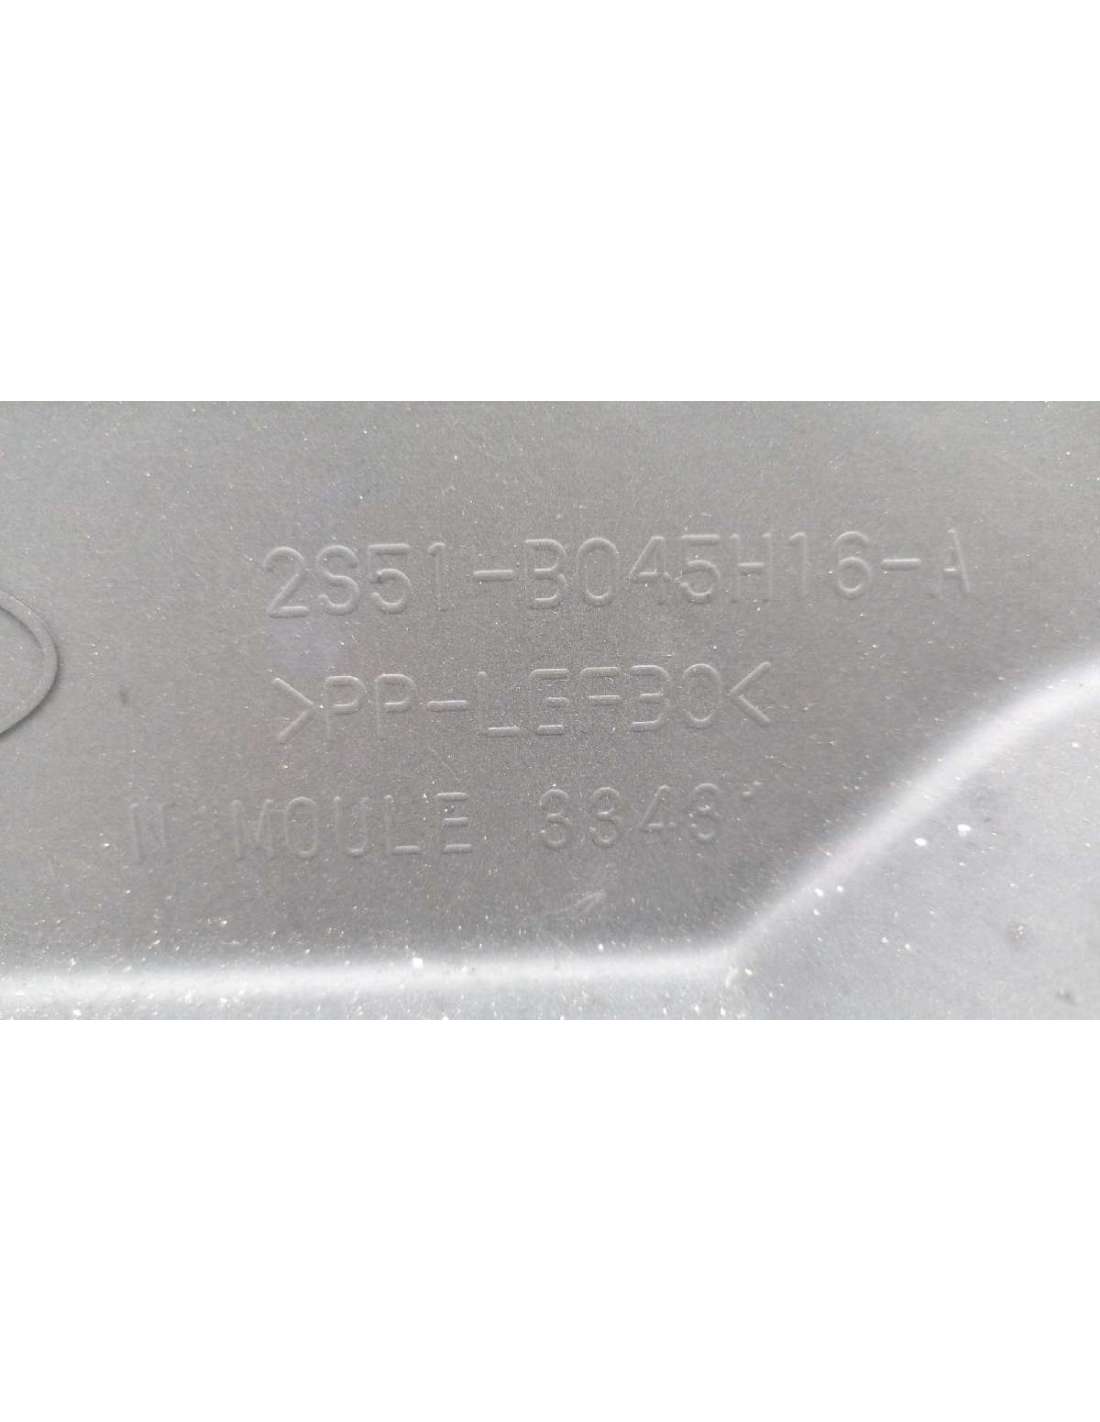 2S51-B045H16-A
>PP-LGF30<
N° MOULE 3343